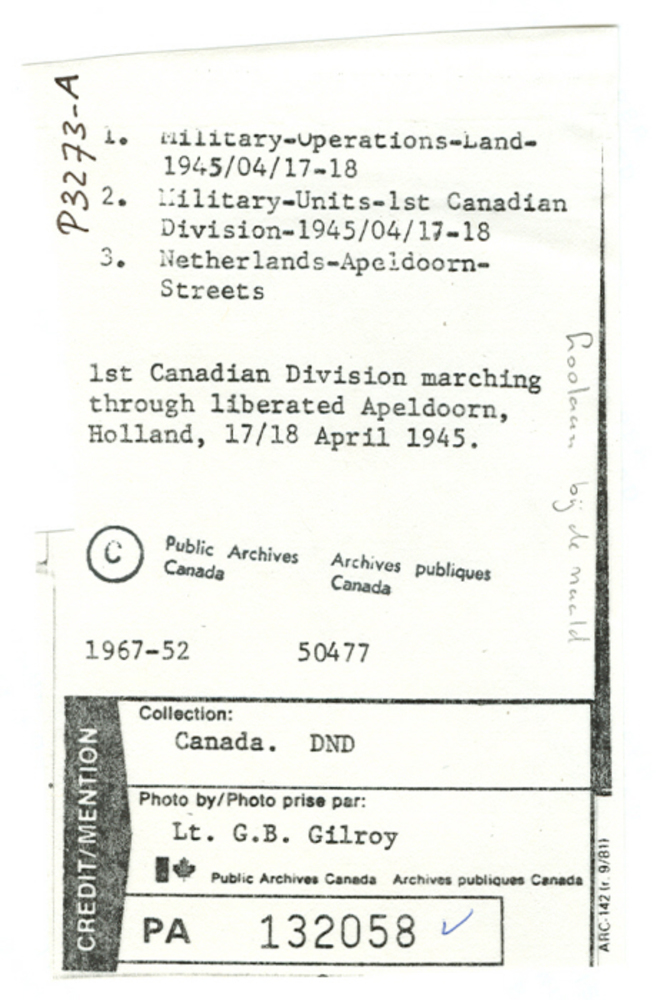 P3273-A
1. Military-Operations-Land-
1945/04/17-18
2. Military-Units-1st Canadian
Division-1945/04/17-18
3. Netherlands-Apeldoorn-
Streets
1st Canadian Division marching
through liberated Apeldoorn,
Holland, 17/18 April 1945.
Loolaan bij de naald
C
Public Archives Archives publiques
Canada Canada
1967-52 50477
CREDIT/MENTION
Collection:
Canada. DND
Photo by/Photo prise par:
Lt. G.B. Gilroy
Public Archives Canada Archives publiques Canada
PA 132058
ARC-142 (r. 9/81)